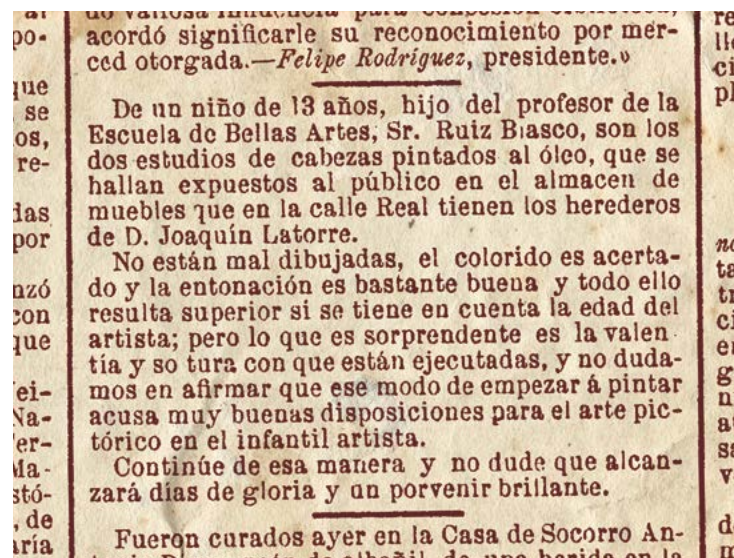 acordó significarle su reconocimiento por mer-
ced otorgada.—Felipe Rodríguez, presidente.»
De un niño de 13 años, hijo del profesor de la
Escuela de Bellas Artes, Sr. Ruiz Blasco, son los
dos estudios de cabezas pintados al óleo, que se
hallan expuestos al público en el almacen de
muebles que en la calle Real tienen los herederos
de D. Joaquín Latorre.
No están mal dibujadas, el colorido es acerta-
do y la entonación es bastante buena y todo ello
resulta superior si se tiene en cuenta la edad del
artista; pero lo que es sorprendente es la valen
tía y so tura con que están ejecutadas, y no duda-
mos en afirmar que ese modo de empezar á pintar
acusa muy buenas disposiciones para el arte pic-
tórico en el infantil artista.
Continúe de esa manera y no dude que alcan-
zará días de gloria y un porvenir brillante.
Fueron curados ayer en la Casa de Socorro An-